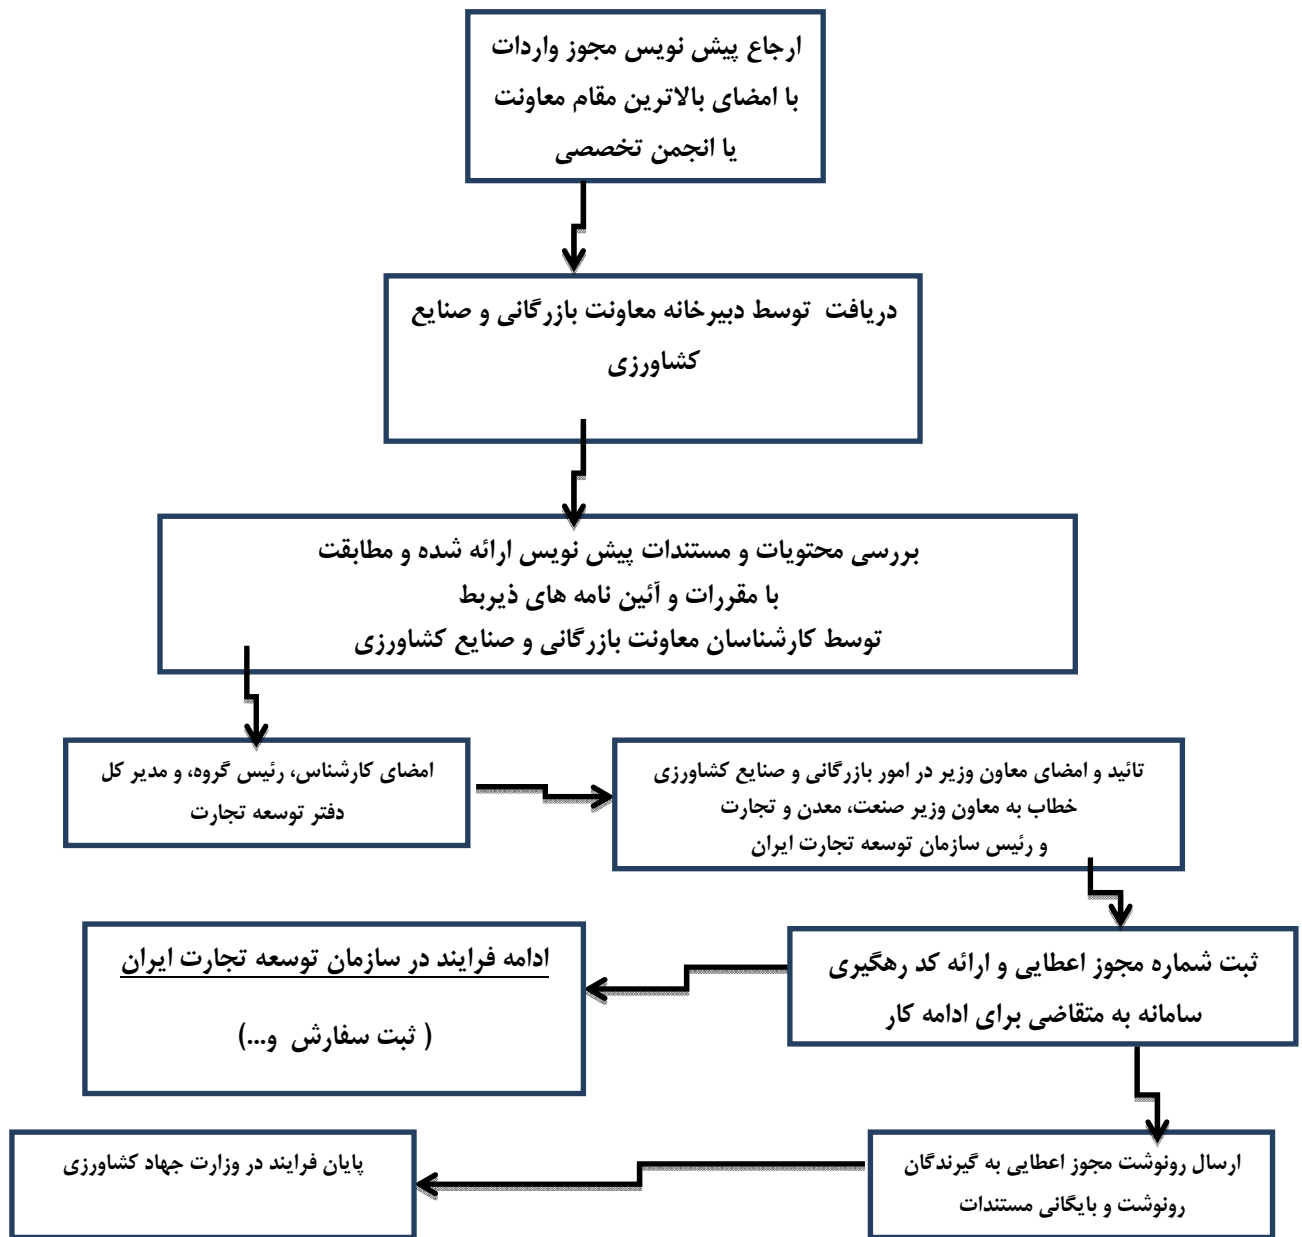 ارجاع پیش نویس مجوز واردات
با امضای بالاترین مقام معاونت
یا انجمن تخصصی
دریافت توسط دبیرخانه معاونت بازرگانی و صنایع
کشاورزی
بررسی محتویات و مستندات پیش نویس ارائه شده و مطابقت
با مقررات و آئین نامه های ذیربط
توسط کارشناسان معاونت بازرگانی و صنایع کشاورزی
امضای کارشناس، رئیس گروه، و مدیر کل
دفتر توسعه تجارت
تائید و امضای معاون وزیر در امور بازرگانی و صنایع کشاورزی
خطاب به معاون وزیر صنعت، معدن و تجارت
و رئیس سازمان توسعه تجارت ایران
ثبت شماره مجوز اعطایی و ارائه کد رهگیری
سامانه به متقاضی برای ادامه کار
ادامه فرایند در سازمان توسعه تجارت ایران
( ثبت سفارش و...)
ارسال رونوشت مجوز اعطایی به گیرندگان
رونوشت و بایگانی مستندات
پایان فرایند در وزارت جهاد کشاورزی